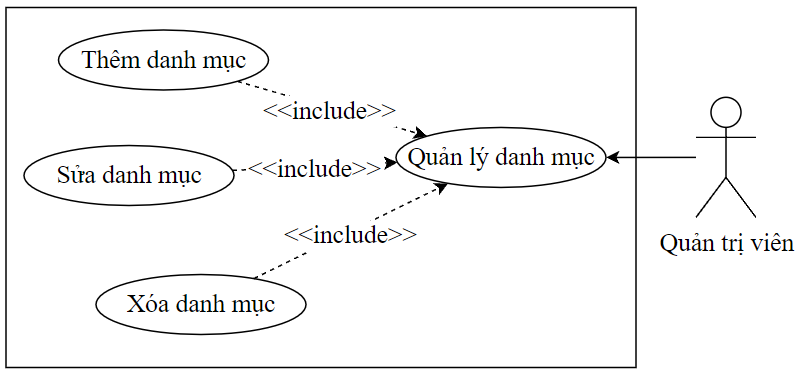 Thêm danh mục
<<include>>
Quản lý danh mục
Sửa danh mục
<<include>>
<<include>>
Xóa danh mục
Quản trị viên